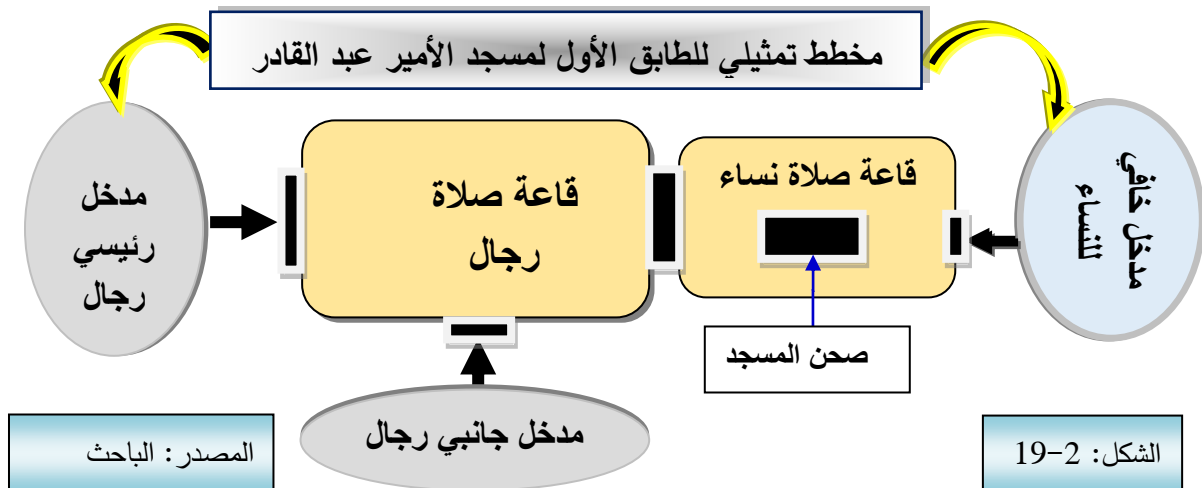 مخطط تمثيلي للطابق الأول لمسجد الأمير عبد القادر
مدخل خافي
للنساء
قاعة صلاة نساء
قاعة صلاة
رجال
مدخل
رئيسي
رجال
صحن المسجد
مدخل جانبي رجال
الشكل: 2-19
المصدر: الباحث